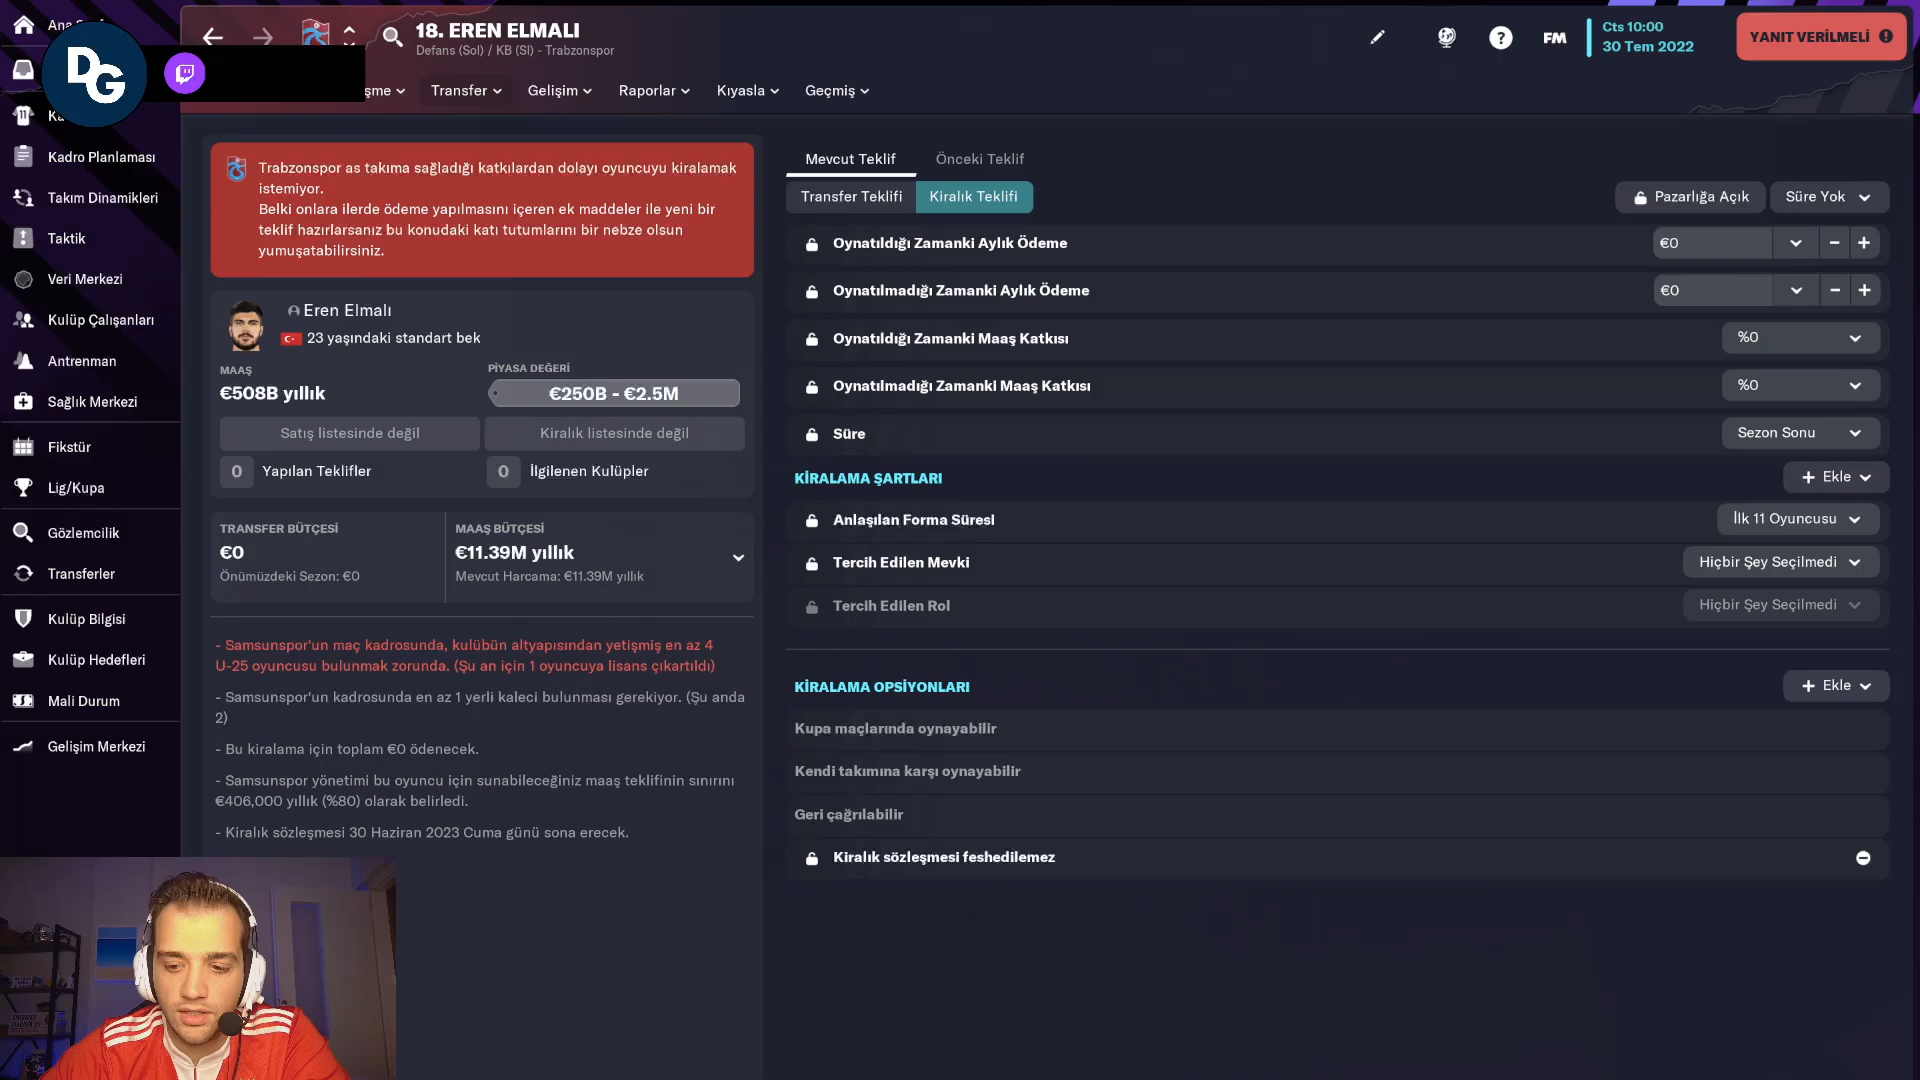 Ana Sayfa
18. EREN ELMALI
Defans (Sol) / KB (Sl) - Trabzonspor
FM
Cts 10:00
30 Tem 2022
YANIT VERİLMELİ
DG
şme
Transfer
Gelişim
Raporlar
Kıyasla
Geçmiş
11
Kadro Planlaması
Takım Dinamikleri
Taktik
Veri Merkezi
Kulüp Çalışanları
Antrenman
Sağlık Merkezi
Fikstür
Lig/Kupa
Gözlemcilik
Transferler
Kulüp Bilgisi
Kulüp Hedefleri
Mali Durum
Gelişim Merkezi
Trabzonspor as takıma sağladığı katkılardan dolayı oyuncuyu kiralamak
istemiyor.
Belki onlara ilerde ödeme yapılmasını içeren ek maddeler ile yeni bir
teklif hazırlarsanız bu konudaki katı tutumlarını bir nebze olsun
yumuşatabilirsiniz.
Eren Elmalı
23 yaşındaki standart bek
MAAŞ
€508B yıllık
PİYASA DEĞERİ
€250B - €2.5M
Satış listesinde değil
Kiralık listesinde değil
0 Yapılan Teklifler
0 İlgilenen Kulüpler
TRANSFER BÜTÇESİ
€0
Önümüzdeki Sezon: €0
MAAŞ BÜTÇESİ
€11.39M yıllık
Mevcut Harcama: €11.39M yıllık
- Samsunspor'un maç kadrosunda, kulübün altyapısından yetişmiş en az 4
U-25 oyuncusu bulunmak zorunda. (Şu an için 1 oyuncuya lisans çıkartıldı)
- Samsunspor'un kadrosunda en az 1 yerli kaleci bulunması gerekiyor. (Şu anda
2)
- Bu kiralama için toplam €0 ödenecek.
- Samsunspor yönetimi bu oyuncu için sunabileceğiniz maaş teklifinin sınırını
€406,000 yıllık (%80) olarak belirledi.
- Kiralık sözleşmesi 30 Haziran 2023 Cuma günü sona erecek.
Mevcut Teklif
Önceki Teklif
Transfer Teklifi
Kiralık Teklifi
Pazarlığa Açık
Süre Yok
Oynatıldığı Zamanki Aylık Ödeme
€0
Oynatılmadığı Zamanki Aylık Ödeme
€0
Oynatıldığı Zamanki Maaş Katkısı
%0
Oynatılmadığı Zamanki Maaş Katkısı
%0
Süre
Sezon Sonu
KİRALAMA ŞARTLARI
+ Ekle
Anlaşılan Forma Süresi
İlk 11 Oyuncusu
Tercih Edilen Mevki
Hiçbir Şey Seçilmedi
Tercih Edilen Rol
Hiçbir Şey Seçilmedi
KİRALAMA OPSİYONLARI
+ Ekle
Kupa maçlarında oynayabilir
Kendi takımına karşı oynayabilir
Geri çağrılabilir
Kiralık sözleşmesi feshedilemez